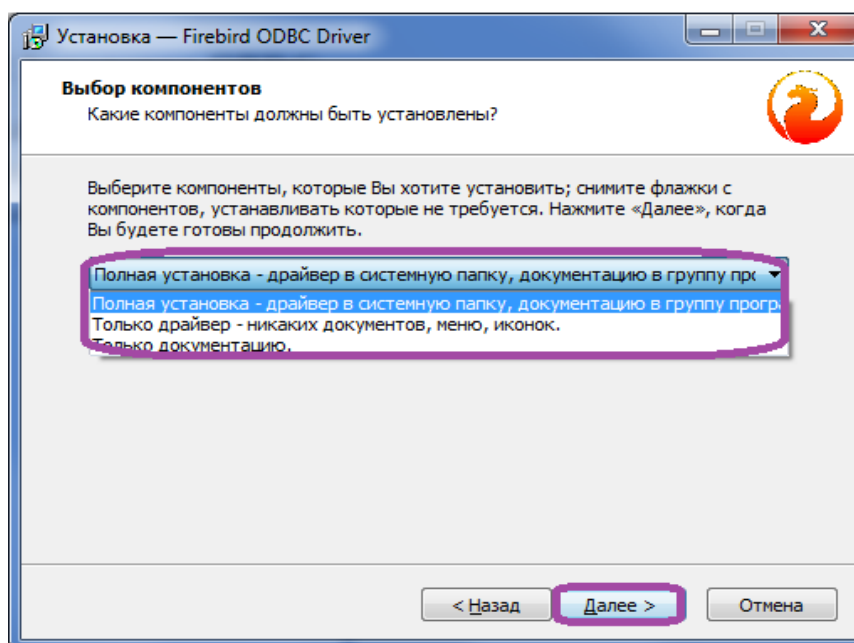 Установка — Firebird ODBC Driver
Выбор компонентов
Какие компоненты должны быть установлены?
Выберите компоненты, которые Вы хотите установить; снимите флажки с
компонентов, устанавливать которые не требуется. Нажмите «Далее», когда
Вы будете готовы продолжить.
Полная установка - драйвер в системную папку, документацию в группу прс
Полная установка - драйвер в системную папку, документацию в группу програ
Только драйвер - никаких документов, меню, иконок.
Только документацию.
< Назад Далее > Отмена